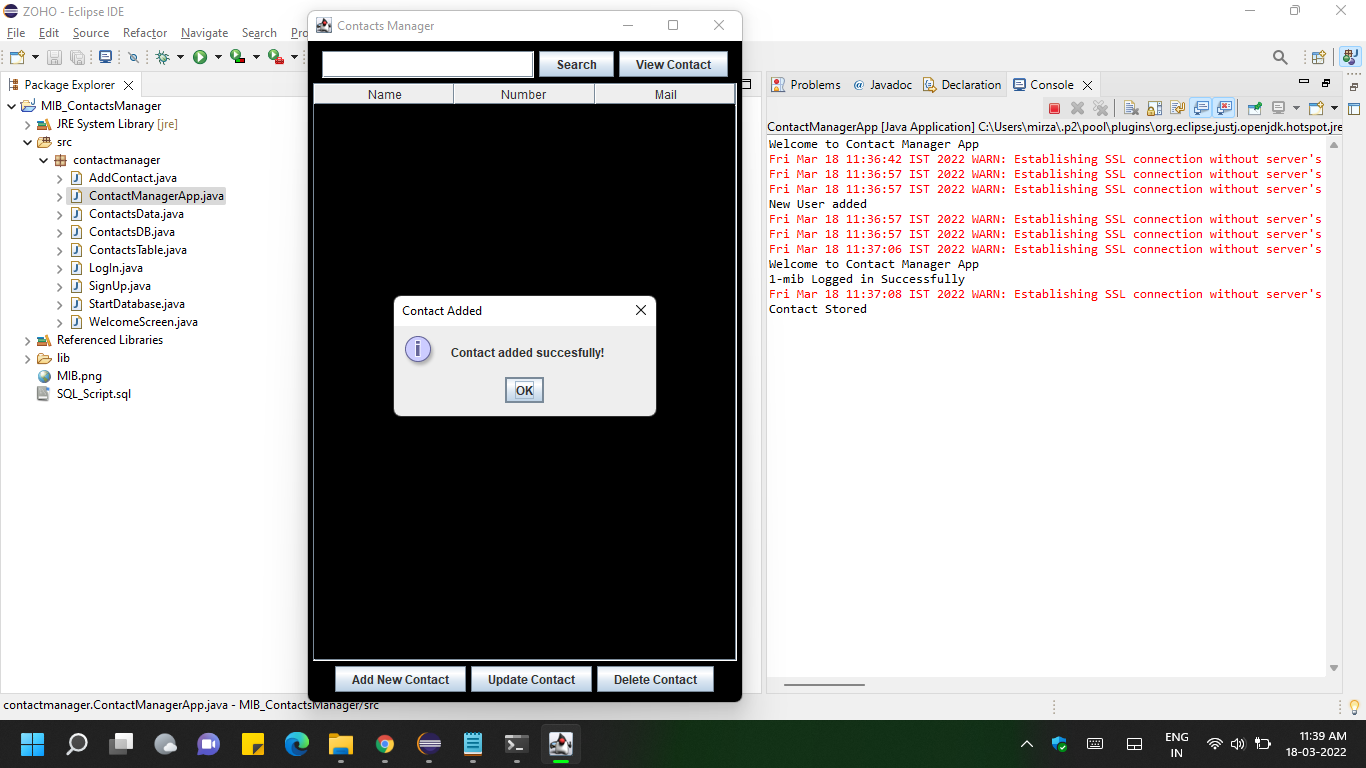 ZOHO - Eclipse IDE
File Edit Source Refactor Navigate Search Pro
Package Explorer
MIB_ContactsManager
JRE System Library [jre]
src
contactmanager
AddContact.java
ContactManagerApp.java
ContactsData.java
ContactsDB.java
ContactsTable.java
LogIn.java
SignUp.java
StartDatabase.java
WelcomeScreen.java
Referenced Libraries
lib
MIB.png
SQL_Script.sql
Contacts Manager
Search View Contact
Name Number Mail
Contact Added
Contact added succesfully!
OK
Add New Contact Update Contact Delete Contact
Problems @ Javadoc Declaration Console
ContactManagerApp [Java Application] C:\Users\mirza\.p2\pool\plugins\org.eclipse.justj.openjdk.hotspot.jre
Welcome to Contact Manager App
Fri Mar 18 11:36:42 IST 2022 WARN: Establishing SSL connection without server's
Fri Mar 18 11:36:57 IST 2022 WARN: Establishing SSL connection without server's
Fri Mar 18 11:36:57 IST 2022 WARN: Establishing SSL connection without server's
New User added
Fri Mar 18 11:36:57 IST 2022 WARN: Establishing SSL connection without server's
Fri Mar 18 11:36:57 IST 2022 WARN: Establishing SSL connection without server's
Fri Mar 18 11:37:06 IST 2022 WARN: Establishing SSL connection without server's
Welcome to Contact Manager App
1-mib Logged in Successfully
Fri Mar 18 11:37:08 IST 2022 WARN: Establishing SSL connection without server's
Contact Stored
contactmanager.ContactManagerApp.java - MIB_ContactsManager/src
ENG
IN
11:39 AM
18-03-2022